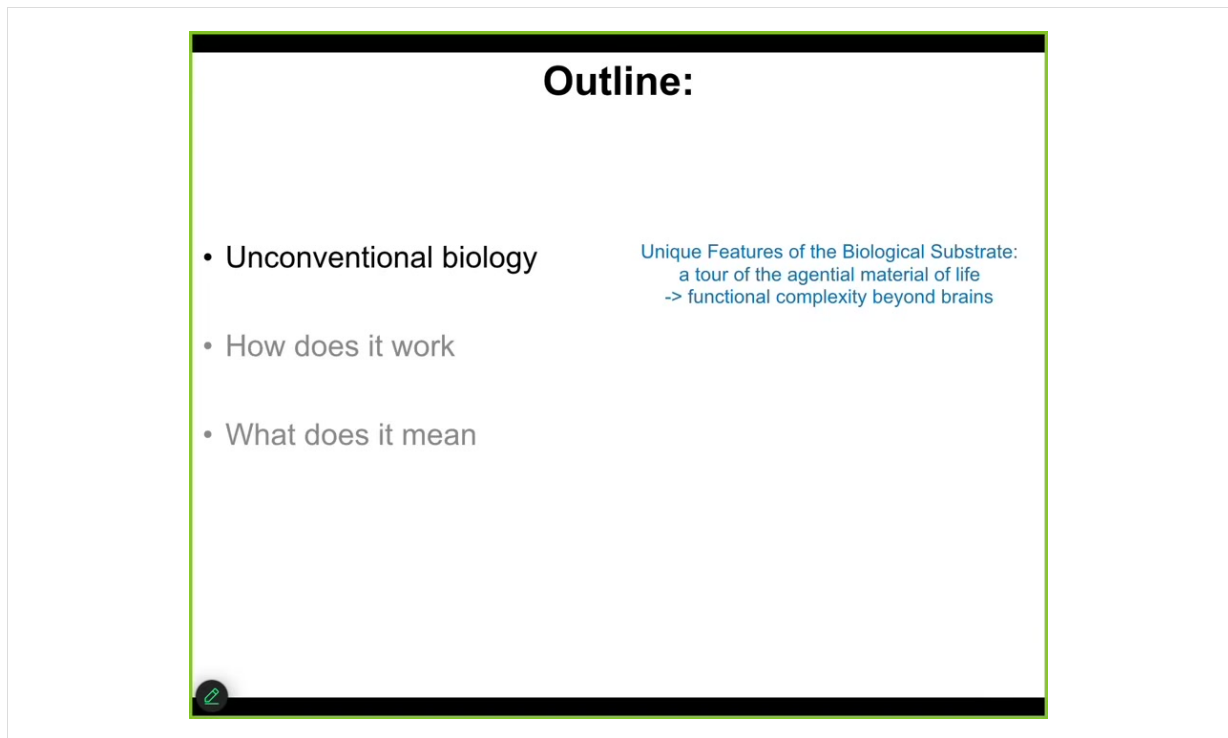 Outline:
• Unconventional biology
Unique Features of the Biological Substrate:
a tour of the agential material of life
-> functional complexity beyond brains
• How does it work
• What does it mean